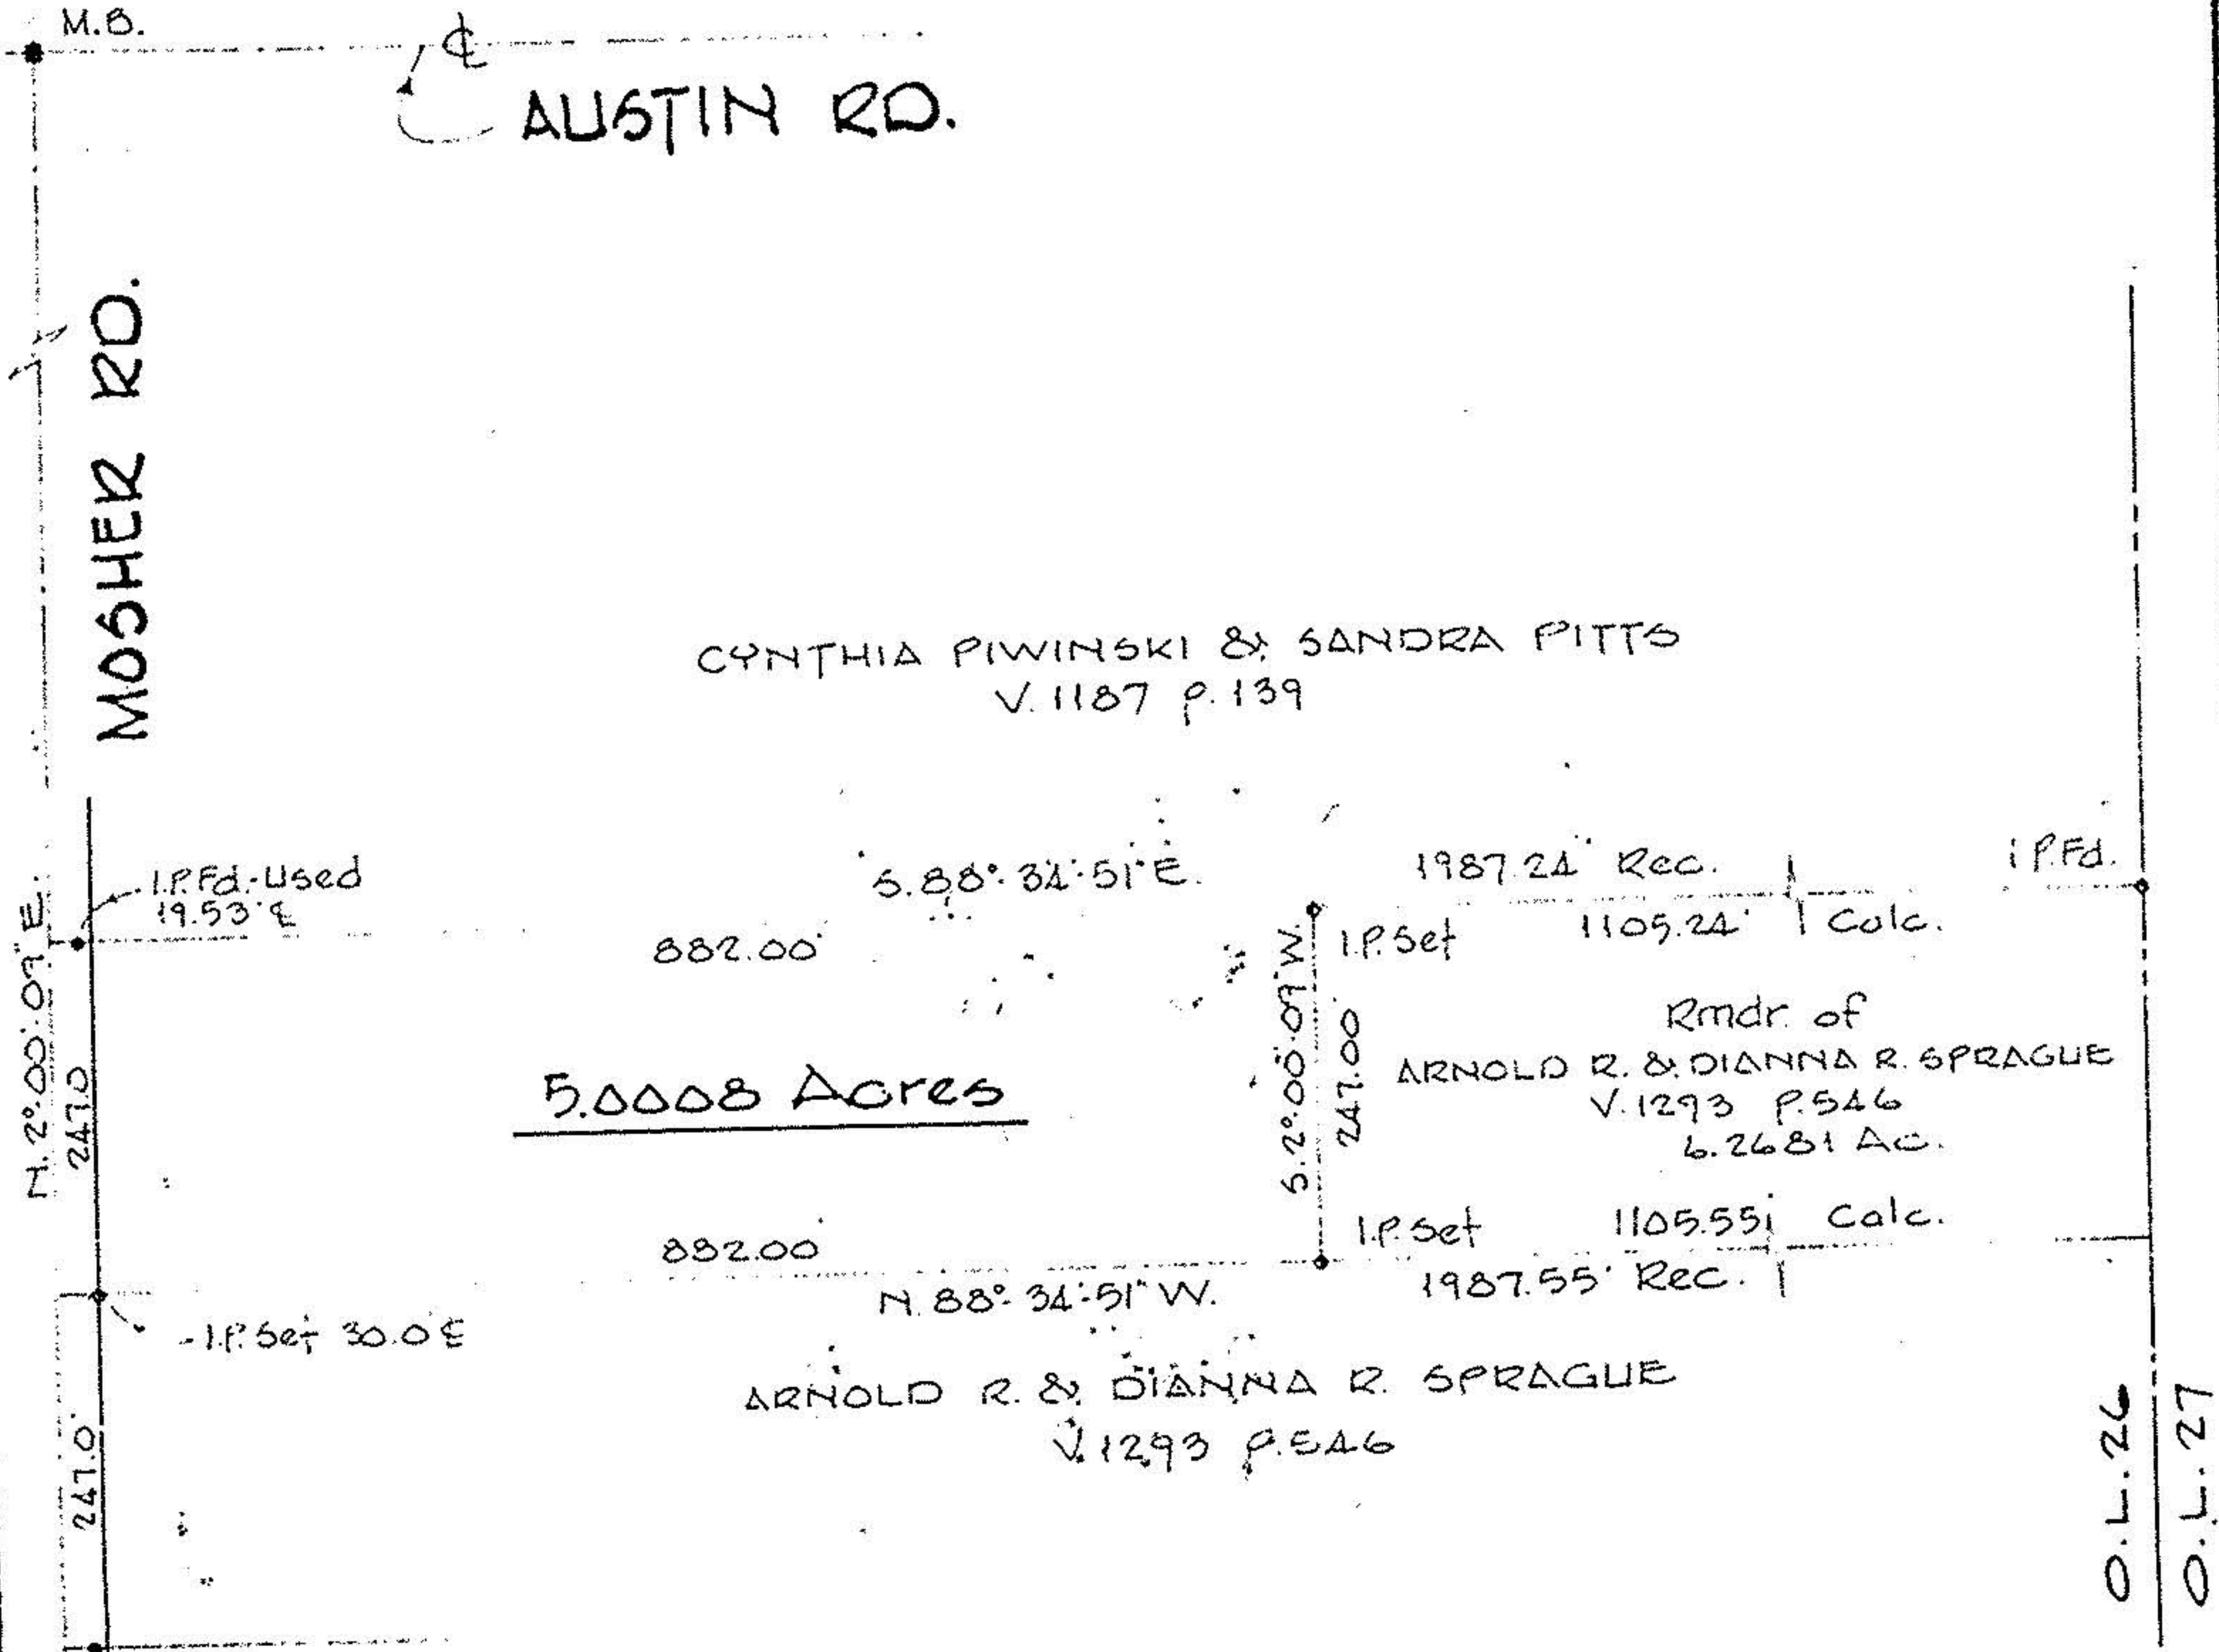 M.B.
℄
AUSTIN RD.
MOSHER RD.
CYNTHIA PIWINSKI & SANDRA PITTS
V. 1187 P. 139
I.P. Fd. Used
19.53' ℄
S. 88° 34' 51" E.
1987.24' Rec.
I.P. Fd.
882.00'
I.P. Set
1105.24' Calc.
N. 2° 00' 07" E.
247.0
S. 2° 00' 07" W.
247.00
5.0008 Acres
Rmdr. of
ARNOLD R. & DIANNA R. SPRAGUE
V. 1293 P. 546
6.2681 Ac.
I.P. Set
1105.55' Calc.
882.00'
N. 88° 34' 51" W.
1987.55' Rec.
I.P. Set 30.0 ℄
ARNOLD R. & DIANNA R. SPRAGUE
V. 1293 P. 546
247.0'
O.L. 26
O.L. 27